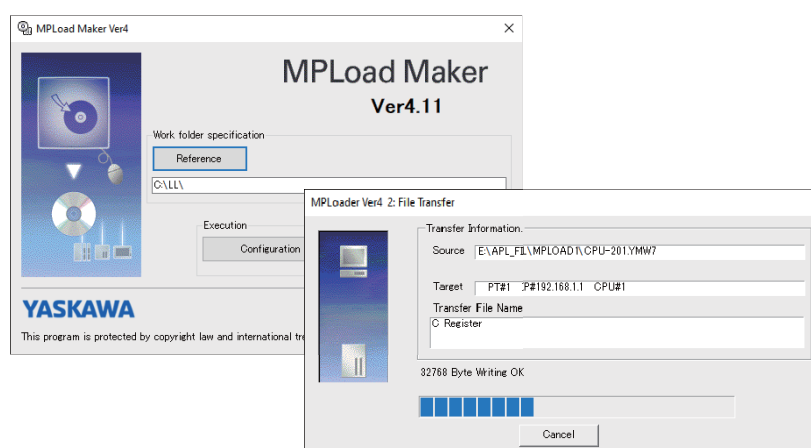 MPLoad Maker Ver4
MPLoad Maker
Ver4.11
Work folder specification
Reference
C:\LL\
Execution
Configuration
YASKAWA
This program is protected by copyright law and international
MPLoader Ver4 2: File Transfer
Transfer Information.
Source E:\APL_FIL\MPLOAD1\CPU-201.YMW7
Target PT#1 IP#192.168.1.1 CPU#1
Transfer File Name
C Register
32768 Byte Writing OK
Cancel